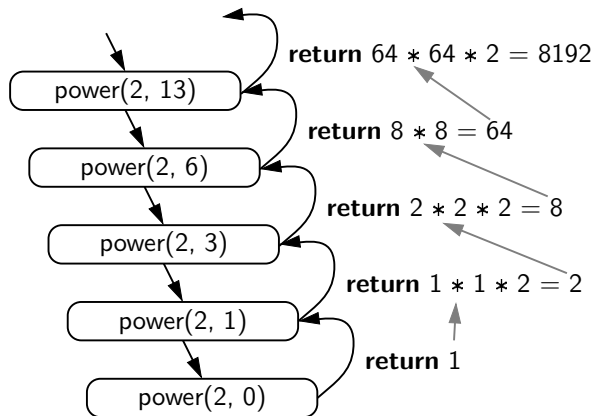 return 64 ∗ 64 ∗ 2 = 8192
power(2, 13)
return 8 ∗ 8 = 64
power(2, 6)
return 2 ∗ 2 ∗ 2 = 8
power(2, 3)
return 1 ∗ 1 ∗ 2 = 2
power(2, 1)
return 1
power(2, 0)